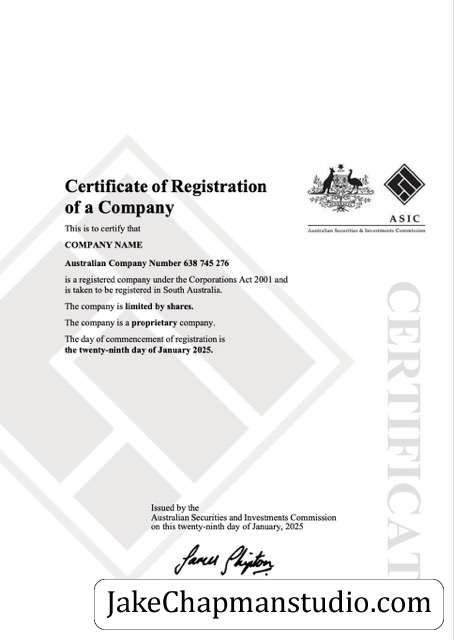 Certificate of Registration
of a Company
This is to certify that
COMPANY NAME
Australian Company Number 638 745 276
is a registered company under the Corporations Act 2001 and
is taken to be registered in South Australia.
The company is limited by shares.
The company is a proprietary company.
The day of commencement of registration is
the twenty-ninth day of January 2025.
ASIC
Australian Securities & Investments Commission
CERTIFICAT
Issued by the
Australian Securities and Investments Commission
on this twenty-ninth day of January, 2025
James Shipton
JakeChapmanstudio.com